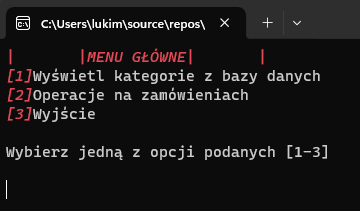 C:\Users\lukim\source\repos\
|       |MENU GŁÓWNE|       |
[1]Wyświetl kategorie z bazy danych
[2]Operacje na zamówieniach
[3]Wyjście
Wybierz jedną z opcji podanych [1-3]